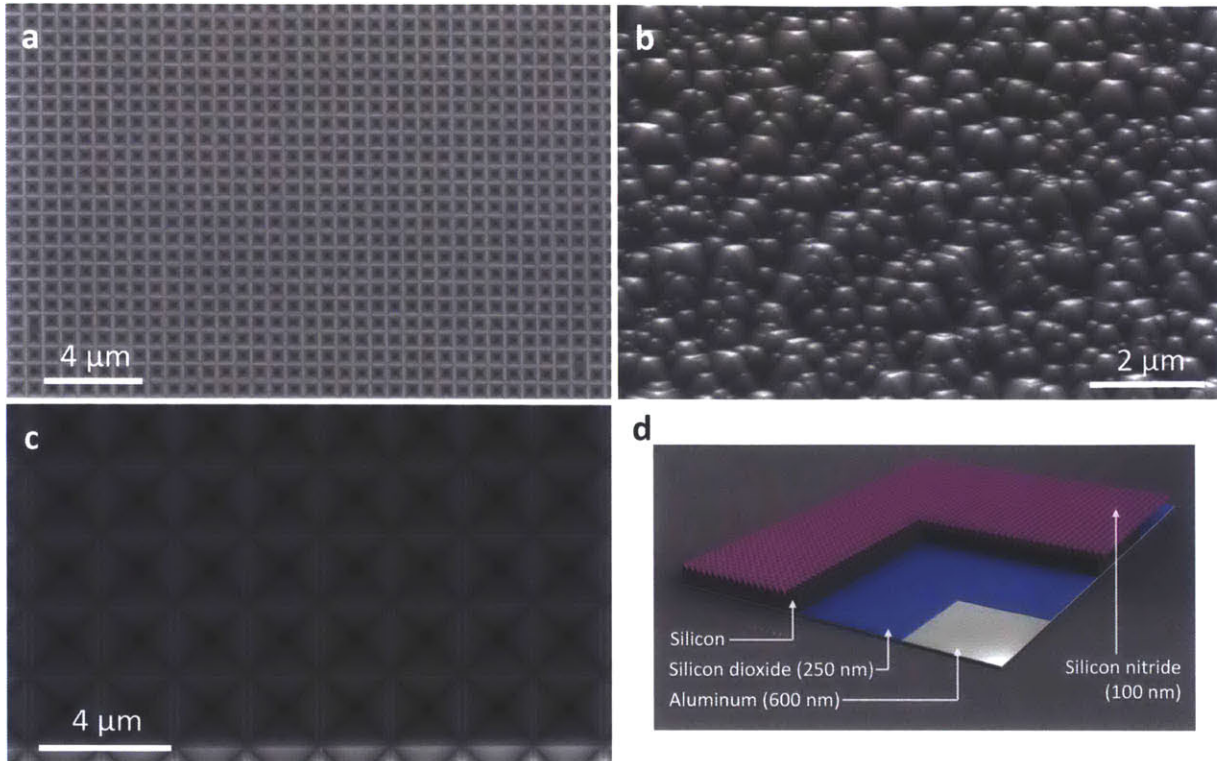 a
b
4 μm
2 μm
c
d
4 μm
Silicon
Silicon dioxide (250 nm)
Aluminum (600 nm)
Silicon nitride
(100 nm)